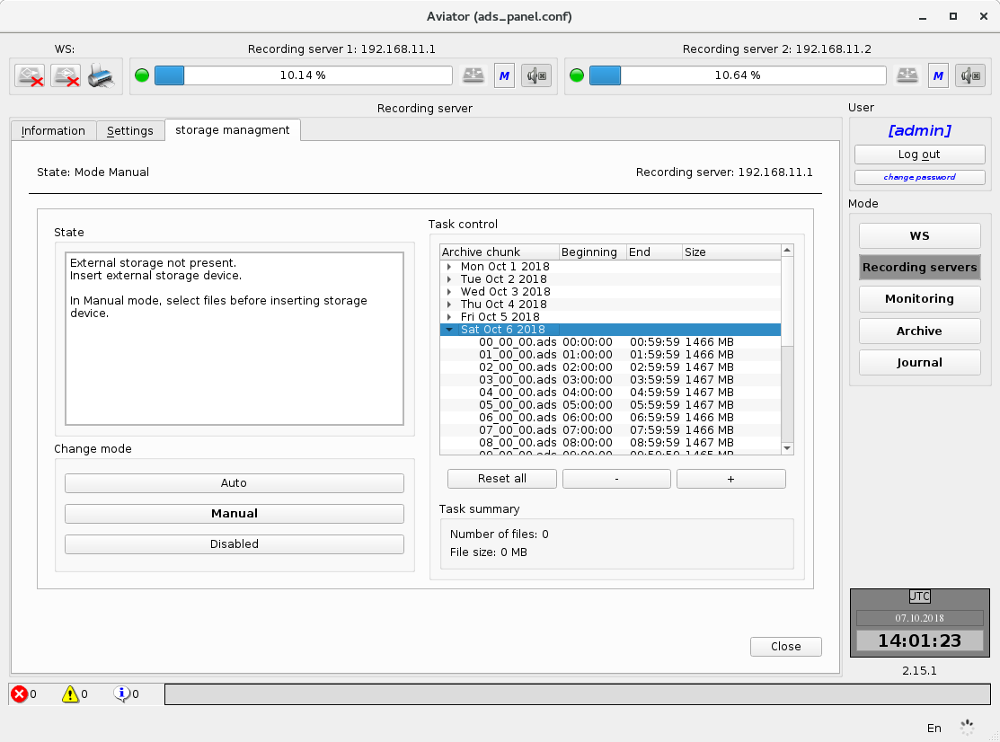 Aviator (ads_panel.conf)
WS:
Recording server 1: 192.168.11.1
Recording server 2: 192.168.11.2
10.14 %
M
10.64 %
M
Recording server
User
Information
Settings
storage managment
[admin]
Log out
change password
State: Mode Manual
Recording server: 192.168.11.1
Mode
WS
Recording servers
Monitoring
Archive
Journal
State
External storage not present.
Insert external storage device.
In Manual mode, select files before inserting storage
device.
Change mode
Auto
Manual
Disabled
Task control
Archive chunk Beginning End Size
Mon Oct 1 2018
Tue Oct 2 2018
Wed Oct 3 2018
Thu Oct 4 2018
Fri Oct 5 2018
Sat Oct 6 2018
00_00_00.ads 00:00:00 00:59:59 1466 MB
01_00_00.ads 01:00:00 01:59:59 1466 MB
02_00_00.ads 02:00:00 02:59:59 1467 MB
03_00_00.ads 03:00:00 03:59:59 1467 MB
04_00_00.ads 04:00:00 04:59:59 1467 MB
05_00_00.ads 05:00:00 05:59:59 1467 MB
06_00_00.ads 06:00:00 06:59:59 1466 MB
07_00_00.ads 07:00:00 07:59:59 1466 MB
08_00_00.ads 08:00:00 08:59:59 1467 MB
Reset all
-
+
Task summary
Number of files: 0
File size: 0 MB
Close
UTC
07.10.2018
14:01:23
2.15.1
0
0
0
En